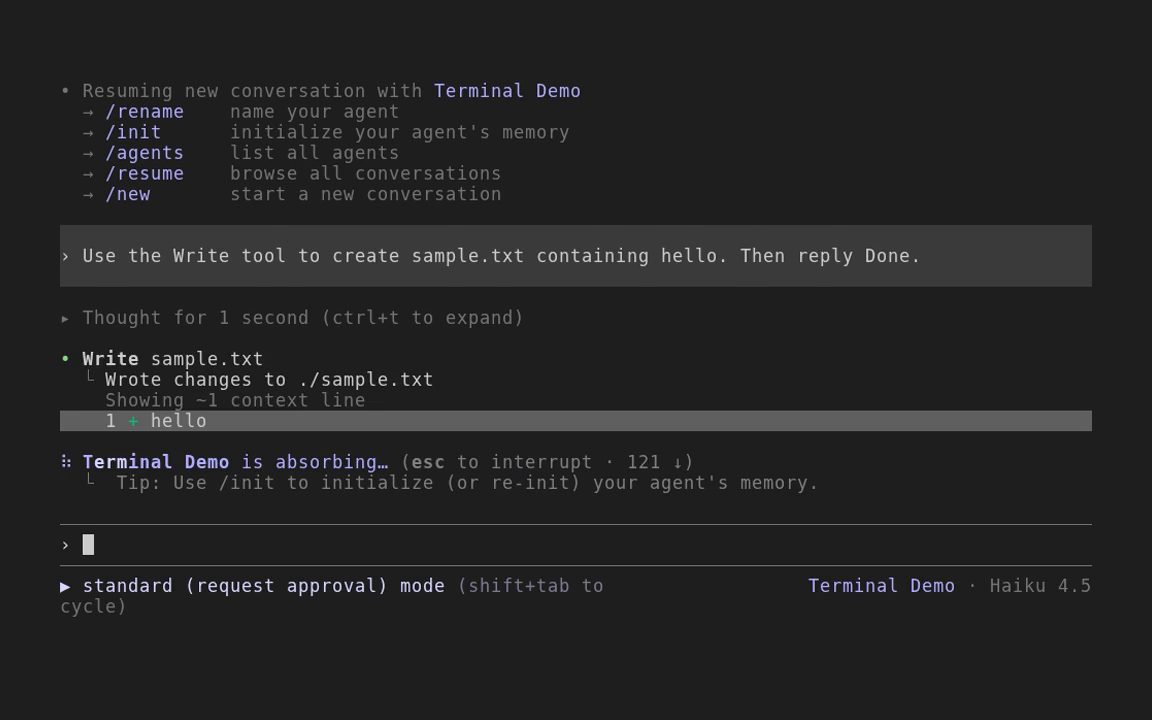 • Resuming new conversation with Terminal Demo
→ /rename    name your agent
→ /init      initialize your agent's memory
→ /agents    list all agents
→ /resume    browse all conversations
→ /new       start a new conversation
› Use the Write tool to create sample.txt containing hello. Then reply Done.
▸ Thought for 1 second (ctrl+t to expand)
• Write sample.txt
└ Wrote changes to ./sample.txt
Showing ~1 context line
1 + hello
⠷ Terminal Demo is absorbing… (esc to interrupt · 121 ↓)
└  Tip: Use /init to initialize (or re-init) your agent's memory.
›
▶ standard (request approval) mode (shift+tab to cycle)
Terminal Demo · Haiku 4.5